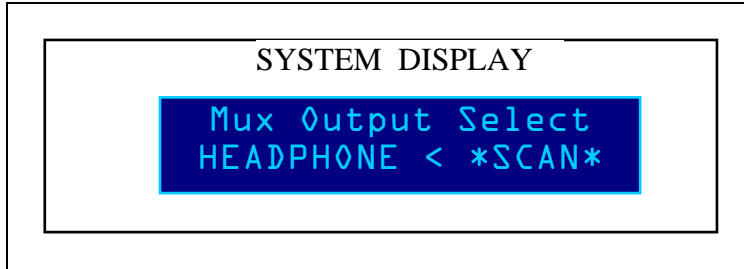 SYSTEM DISPLAY
Mux Output Select
HEADPHONE < *SCAN*